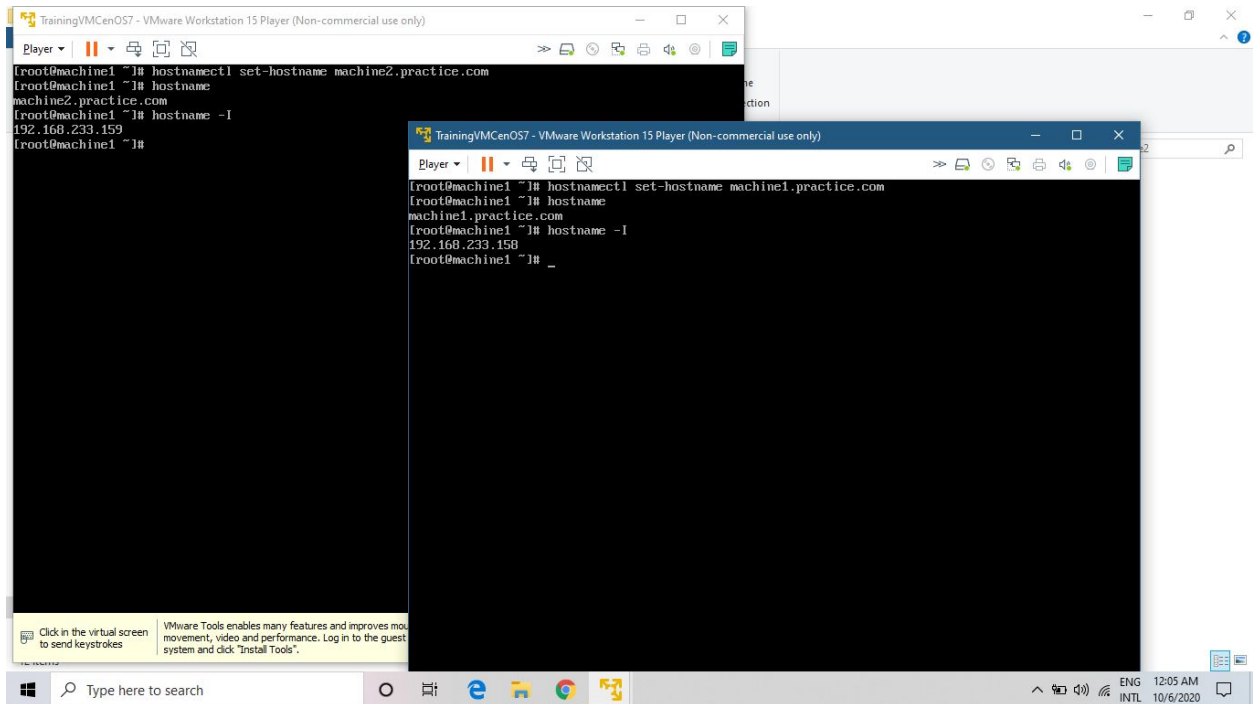 TrainingVMCenOS7 - VMware Workstation 15 Player (Non-commercial use only)
Player
[root@machine1 ~]# hostnamectl set-hostname machine2.practice.com
[root@machine1 ~]# hostname
machine2.practice.com
[root@machine1 ~]# hostname -I
192.168.233.159
[root@machine1 ~]#
ction
TrainingVMCenOS7 - VMware Workstation 15 Player (Non-commercial use only)
Player
[root@machine1 ~]# hostnamectl set-hostname machine1.practice.com
[root@machine1 ~]# hostname
machine1.practice.com
[root@machine1 ~]# hostname -I
192.168.233.158
[root@machine1 ~]# _
Click in the virtual screen
to send keystrokes
VMware Tools enables many features and improves mou
movement, video and performance. Log in to the guest
system and click "Install Tools".
Type here to search
ENG
INTL
12:05 AM
10/6/2020